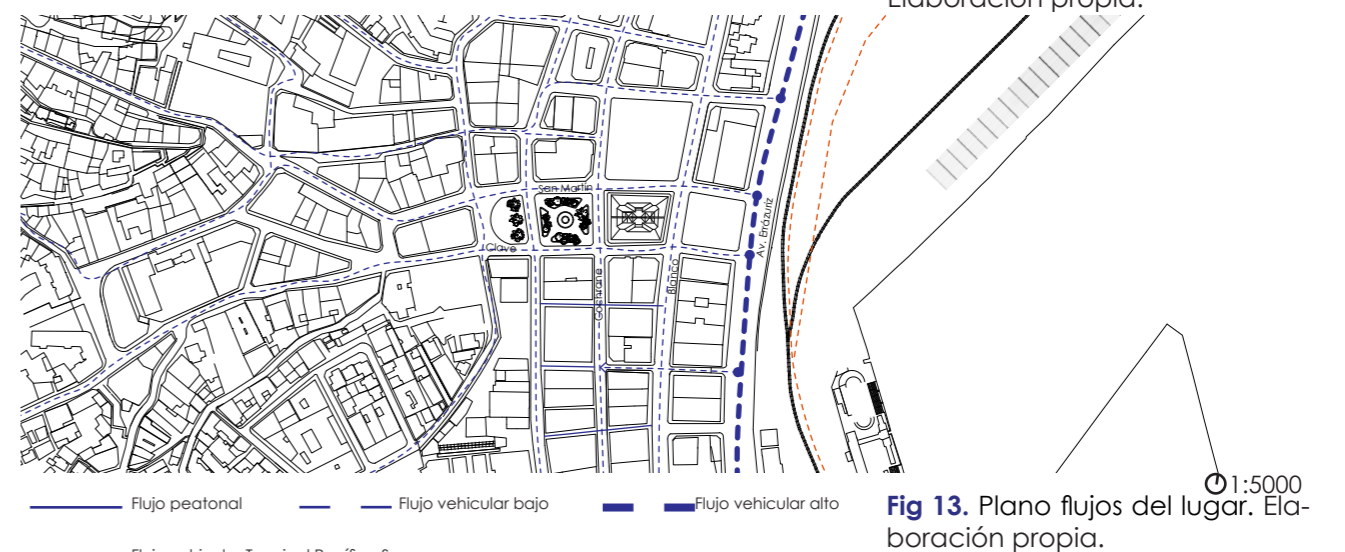 Elaboración propia.
San Martín
Clave
Cochrane
Blanco
Av. Errázuriz
1:5000
Flujo peatonal
Flujo vehicular bajo
Flujo vehicular alto
Fig 13. Plano flujos del lugar. Ela-
boración propia.